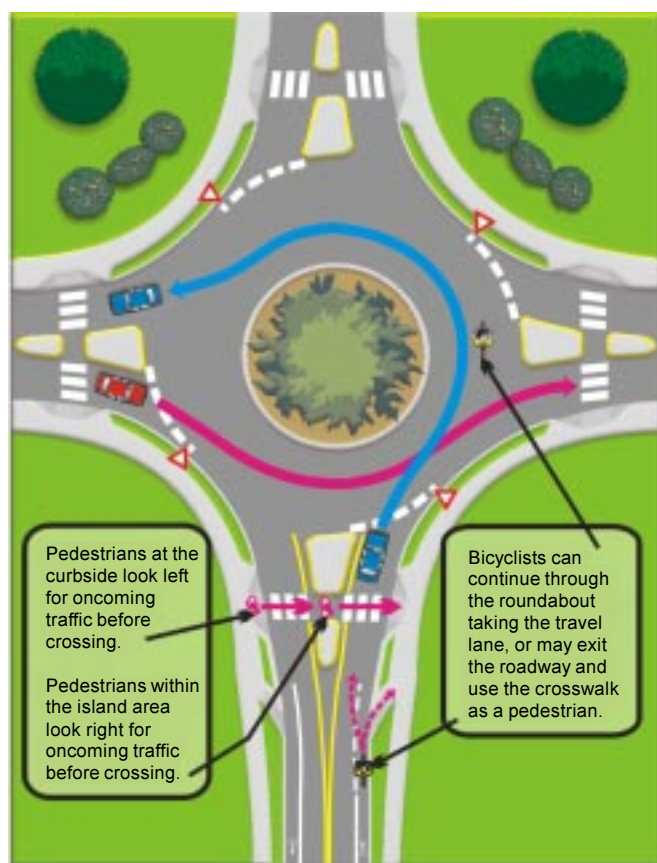 Pedestrians at the
curbside look left
for oncoming
traffic before
crossing.
Pedestrians within
the island area
look right for
oncoming traffic
before crossing.
Bicyclists can
continue through
the roundabout
taking the travel
lane, or may exit
the roadway and
use the crosswalk
as a pedestrian.